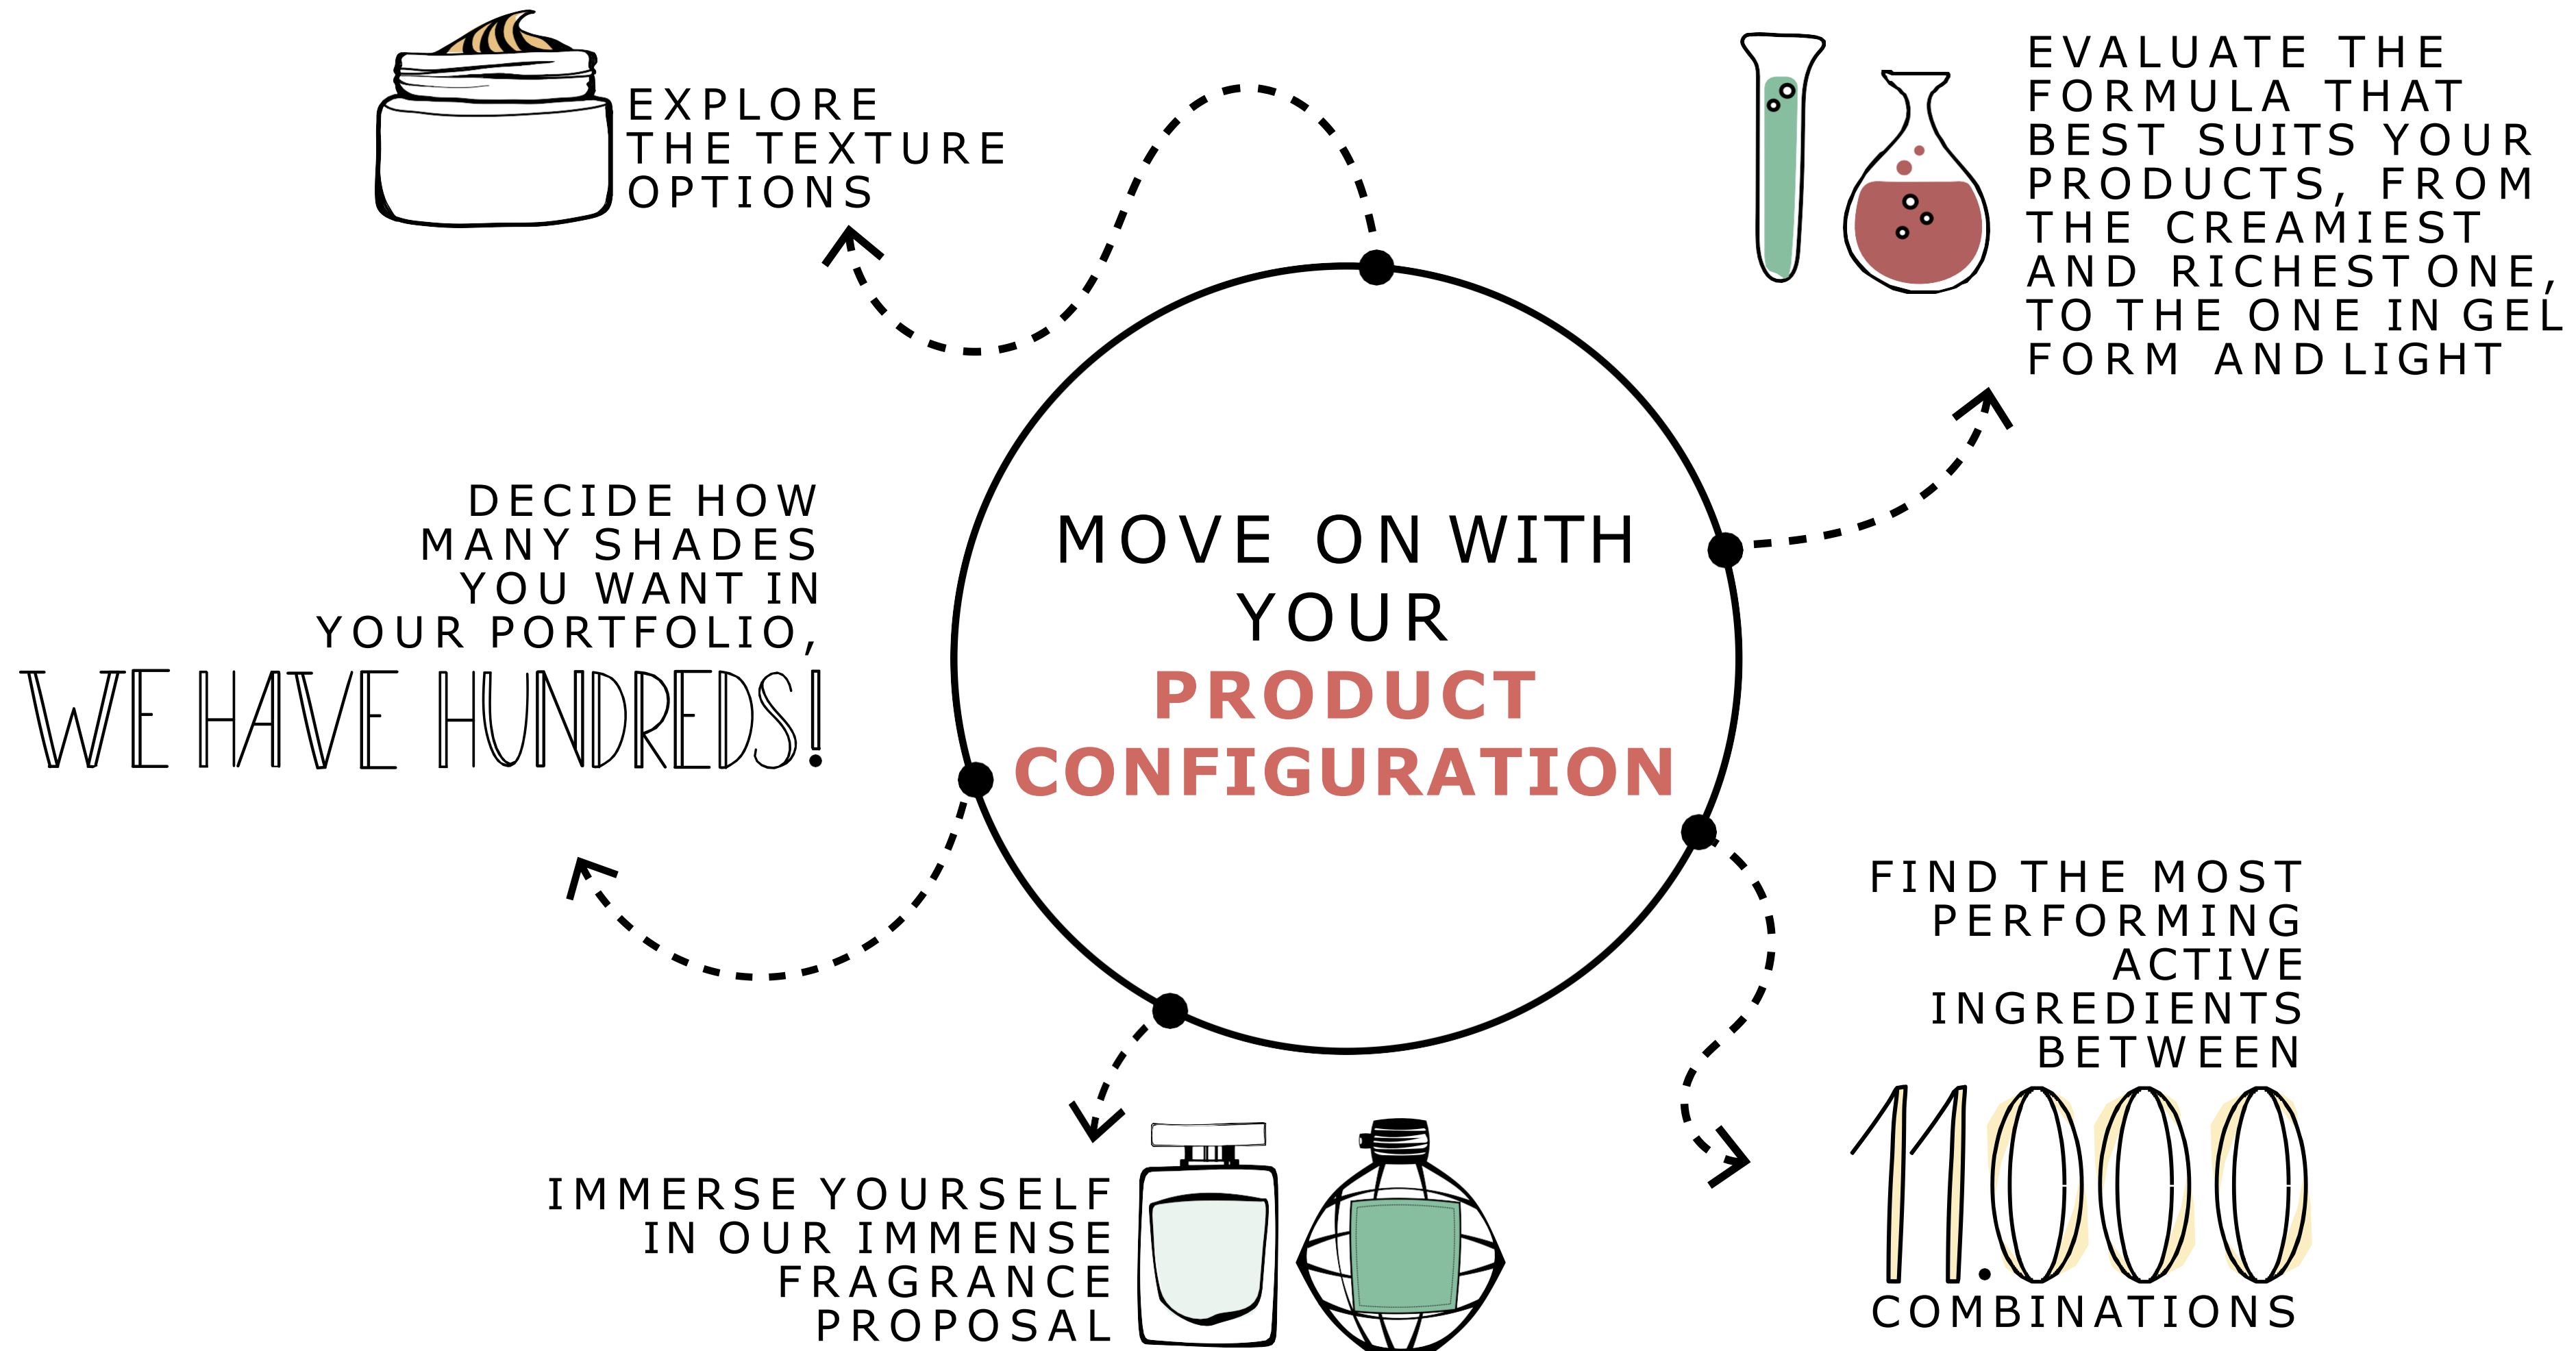 EXPLORE
THE TEXTURE
OPTIONS
EVALUATE THE
FORMULA THAT
BEST SUITS YOUR
PRODUCTS, FROM
THE CREAMIEST
AND RICHEST ONE,
TO THE ONE IN GEL
FORM AND LIGHT
DECIDE HOW
MANY SHADES
YOU WANT IN
YOUR PORTFOLIO,
WE HAVE HUNDREDS!
MOVE ON WITH
YOUR
PRODUCT
CONFIGURATION
FIND THE MOST
PERFORMING
ACTIVE
INGREDIENTS
BETWEEN
11.000
COMBINATIONS
IMMERSE YOURSELF
IN OUR IMMENSE
FRAGRANCE
PROPOSAL